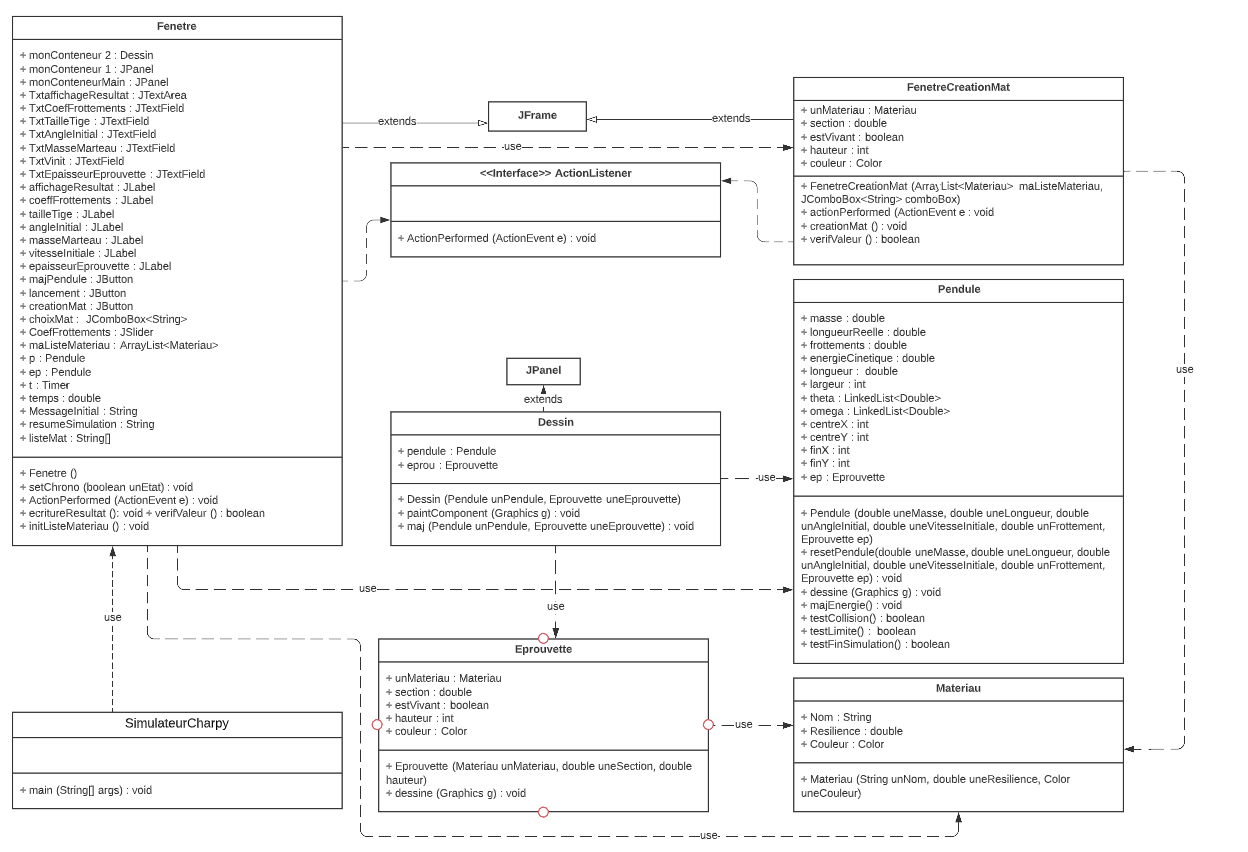 Fenetre
+ monConteneur 2 : Dessin
+ monConteneur 1 : JPanel
+ monConteneurMain : JPanel
+ TxtaffichageResultat : JTextArea
+ TxtCoefFrottements : JTextField
+ TxtTailleTige : JTextField
+ TxtAngleInitial : JTextField
+ TxtMasseMarteau : JTextField
+ TxtVinit : JTextField
+ TxtEpaisseurEprouvette : JTextField
+ affichageResultat : JLabel
+ coeffFrottements : JLabel
+ tailleTige : JLabel
+ angleInitial : JLabel
+ masseMarteau : JLabel
+ vitesseInitiale : JLabel
+ epaisseurEprouvette : JLabel
+ majPendule : JButton
+ lancement : JButton
+ creationMat : JButton
+ choixMat : JComboBox<String>
+ CoefFrottements : JSlider
+ maListeMateriau : ArrayList<Materiau>
+ p : Pendule
+ ep : Pendule
+ t : Timer
+ temps : double
+ MessageInitial : String
+ resumeSimulation : String
+ listeMat : String[]
+ Fenetre ()
+ setChrono (boolean unEtat) : void
+ ActionPerformed (ActionEvent e) : void
+ ecritureResultat (): void + verifValeur () : boolean
+ initListeMateriau () : void
extends
JFrame
extends
use
<<Interface>> ActionListener
+ ActionPerformed (ActionEvent e) : void
FenetreCreationMat
+ unMateriau : Materiau
+ section : double
+ estVivant : boolean
+ hauteur : int
+ couleur : Color
+ FenetreCreationMat (ArrayList<Materiau> maListeMateriau,
JComboBox<String> comboBox)
+ actionPerformed (ActionEvent e : void
+ creationMat () : void
+ verifValeur () : boolean
use
JPanel
extends
Dessin
+ pendule : Pendule
+ eprou : Eprouvette
+ Dessin (Pendule unPendule, Eprouvette uneEprouvette)
+ paintComponent (Graphics g) : void
+ maj (Pendule unPendule, Eprouvette uneEprouvette) : void
use
Pendule
+ masse : double
+ longueurReelle : double
+ frottements : double
+ energieCinetique : double
+ longueur : double
+ largeur : int
+ theta : LinkedList<Double>
+ omega : LinkedList<Double>
+ centreX : int
+ centreY : int
+ finX : int
+ finY : int
+ ep : Eprouvette
+ Pendule (double uneMasse, double uneLongueur, double
unAngleInitial, double uneVitesseInitiale, double unFrottement,
Eprouvette ep)
+ resetPendule(double uneMasse, double uneLongueur, double
unAngleInitial, double uneVitesseInitiale, double unFrottement,
Eprouvette ep) : void
+ dessine (Graphics g) : void
+ majEnergie() : void
+ testCollision() : boolean
+ testLimite() : boolean
+ testFinSimulation() : boolean
use
use
use
SimulateurCharpy
+ main (String[] args) : void
Eprouvette
+ unMateriau : Materiau
+ section : double
+ estVivant : boolean
+ hauteur : int
+ couleur : Color
+ Eprouvette (Materiau unMateriau, double uneSection, double
hauteur)
+ dessine (Graphics g) : void
use
Materiau
+ Nom : String
+ Resilience : double
+ Couleur : Color
+ Materiau (String unNom, double uneResilience, Color
uneCouleur)
use